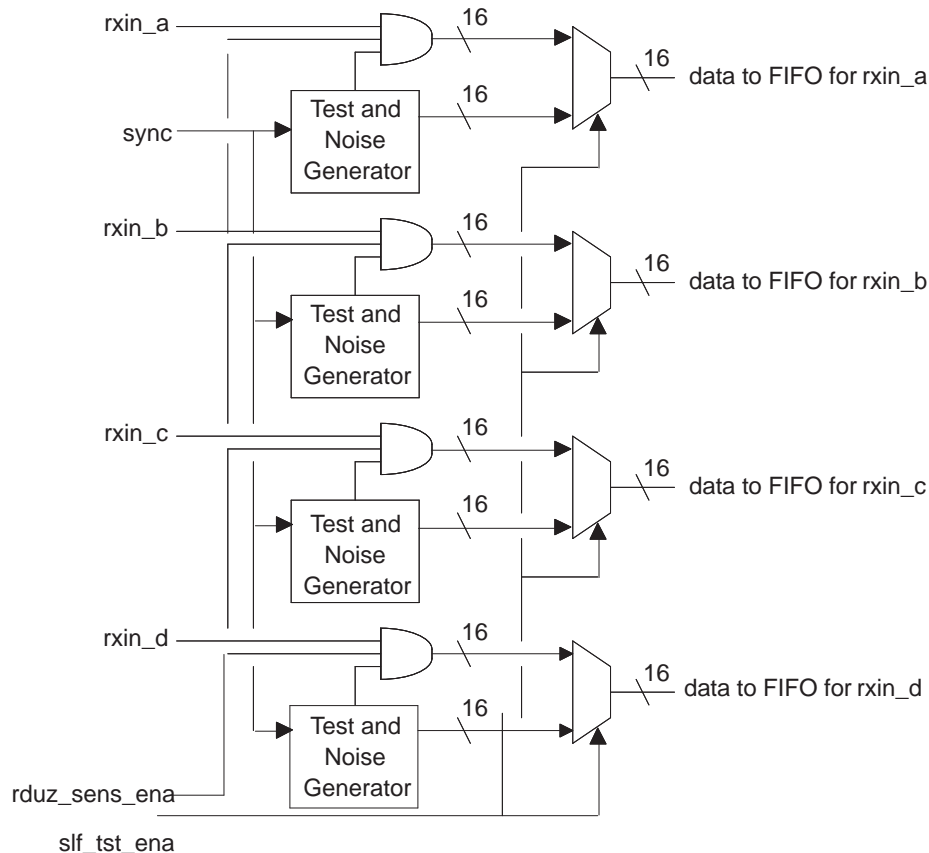 rxin_a
16
16
data to FIFO for rxin_a
16
Test and
Noise
Generator
sync
rxin_b
16
16
data to FIFO for rxin_b
16
Test and
Noise
Generator
rxin_c
16
16
data to FIFO for rxin_c
16
Test and
Noise
Generator
rxin_d
16
16
data to FIFO for rxin_d
16
Test and
Noise
Generator
rduz_sens_ena
slf_tst_ena